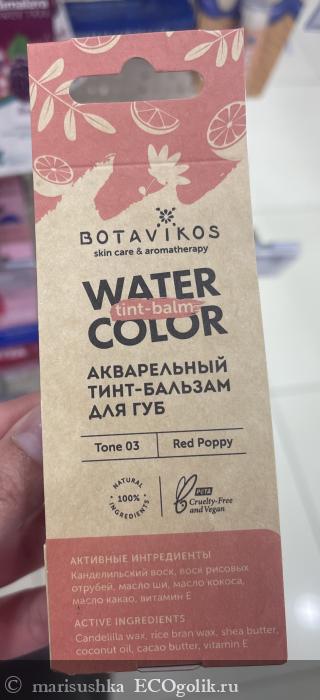 BOTAVIKOS
skin care & aromatherapy
WATER
tint-balm
COLOR
АКВАРЕЛЬНЫЙ
ТИНТ-БАЛЬЗАМ
ДЛЯ ГУБ
Tone 03 | Red Poppy
NATURAL
100%
INGREDIENTS
PETA
Cruelty-Free
and Vegan
АКТИВНЫЕ ИНГРЕДИЕНТЫ
Канделильский воск, воск рисовых
отрубей, масло ши, масло кокоса,
масло какао, витамин Е
ACTIVE INGREDIENTS
Candelilla wax, rice bran wax, shea butter,
coconut oil, cacao butter, vitamin E
© marisushka ECOgolik.ru